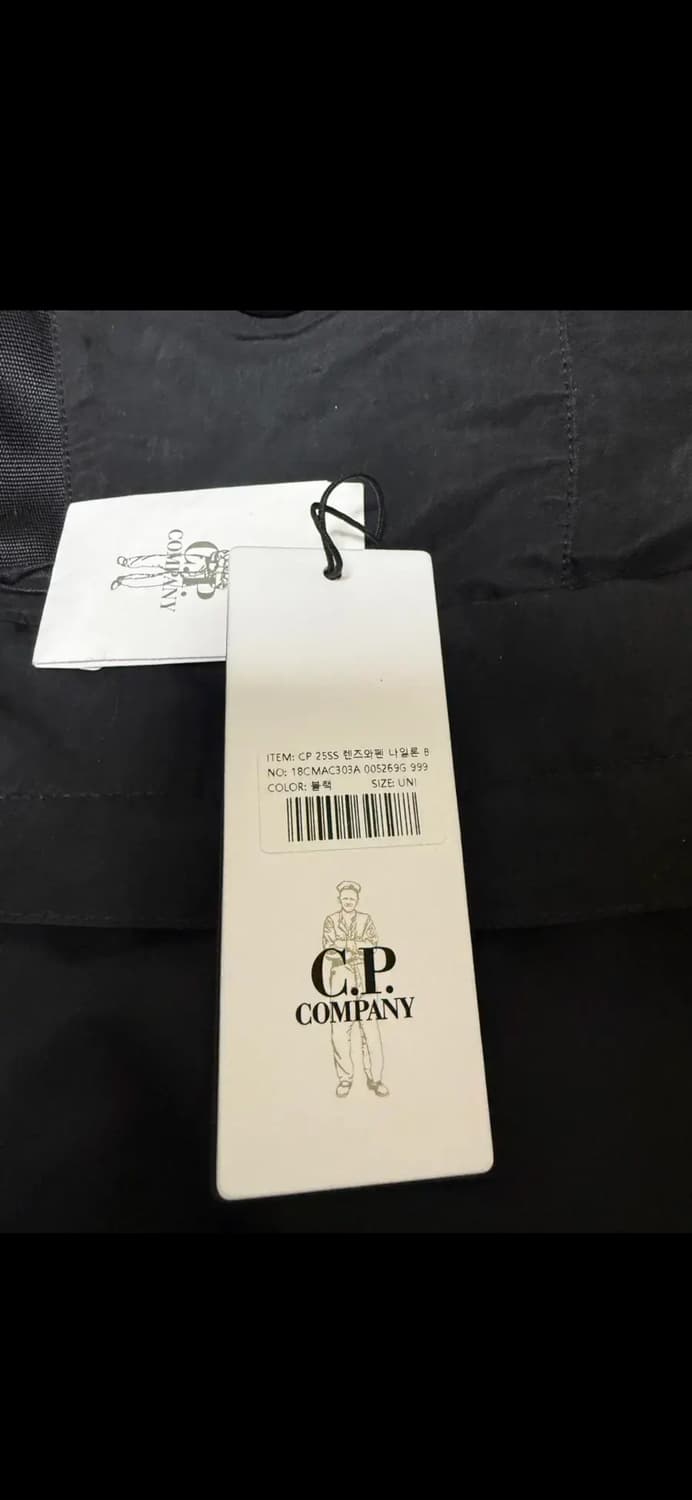 C.P.
COMPANY
ITEM: CP 25SS 렌즈와펜 나일론 B
NO: 18CMAC303A 005269G 999
COLOR: 블랙 SIZE: UNI
C.P.
COMPANY